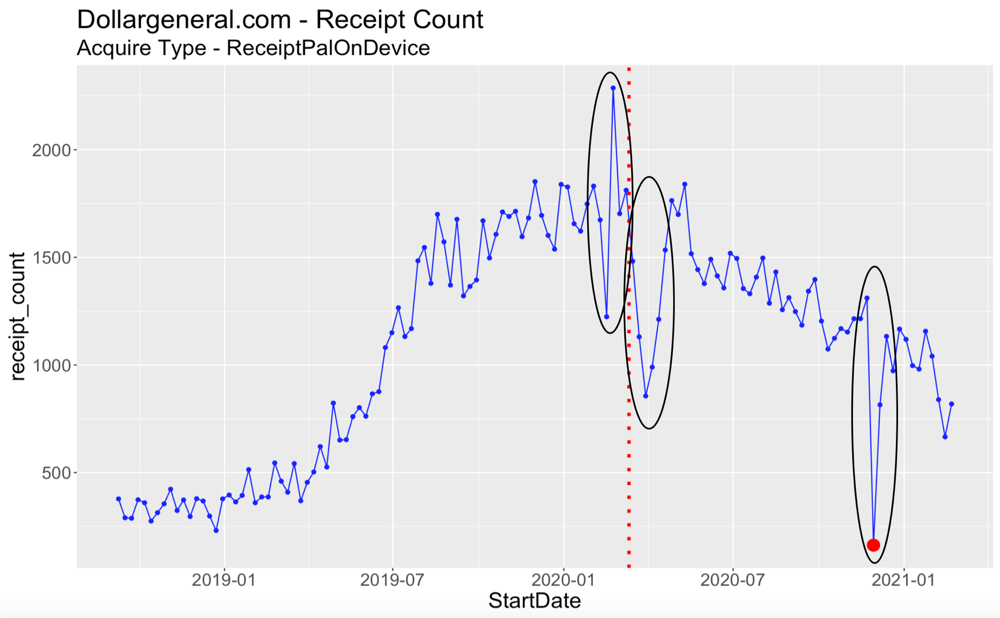 Dollargeneral.com - Receipt Count
Acquire Type - ReceiptPalOnDevice
receipt_count
2000
1500
1000
500
2019-01
2019-07
2020-01
2020-07
2021-01
StartDate